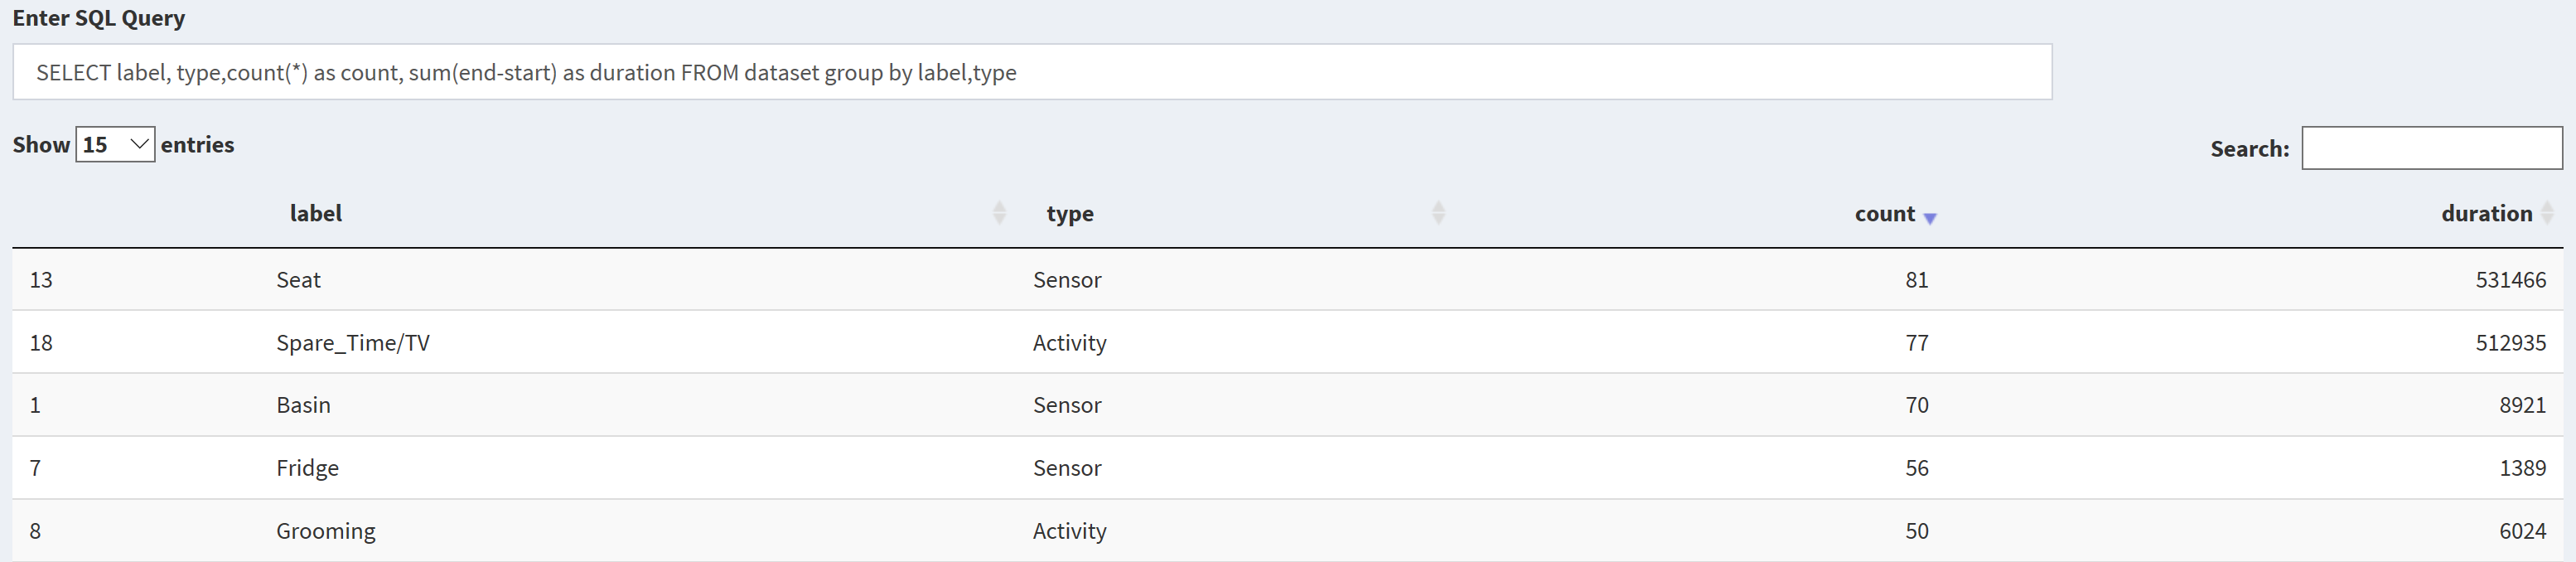 Enter SQL Query
SELECT label, type,count(*) as count, sum(end-start) as duration FROM dataset group by label,type
Show 15 entries Search:
label type count duration
13 Seat Sensor 81 531466
18 Spare_Time/TV Activity 77 512935
1 Basin Sensor 70 8921
7 Fridge Sensor 56 1389
8 Grooming Activity 50 6024